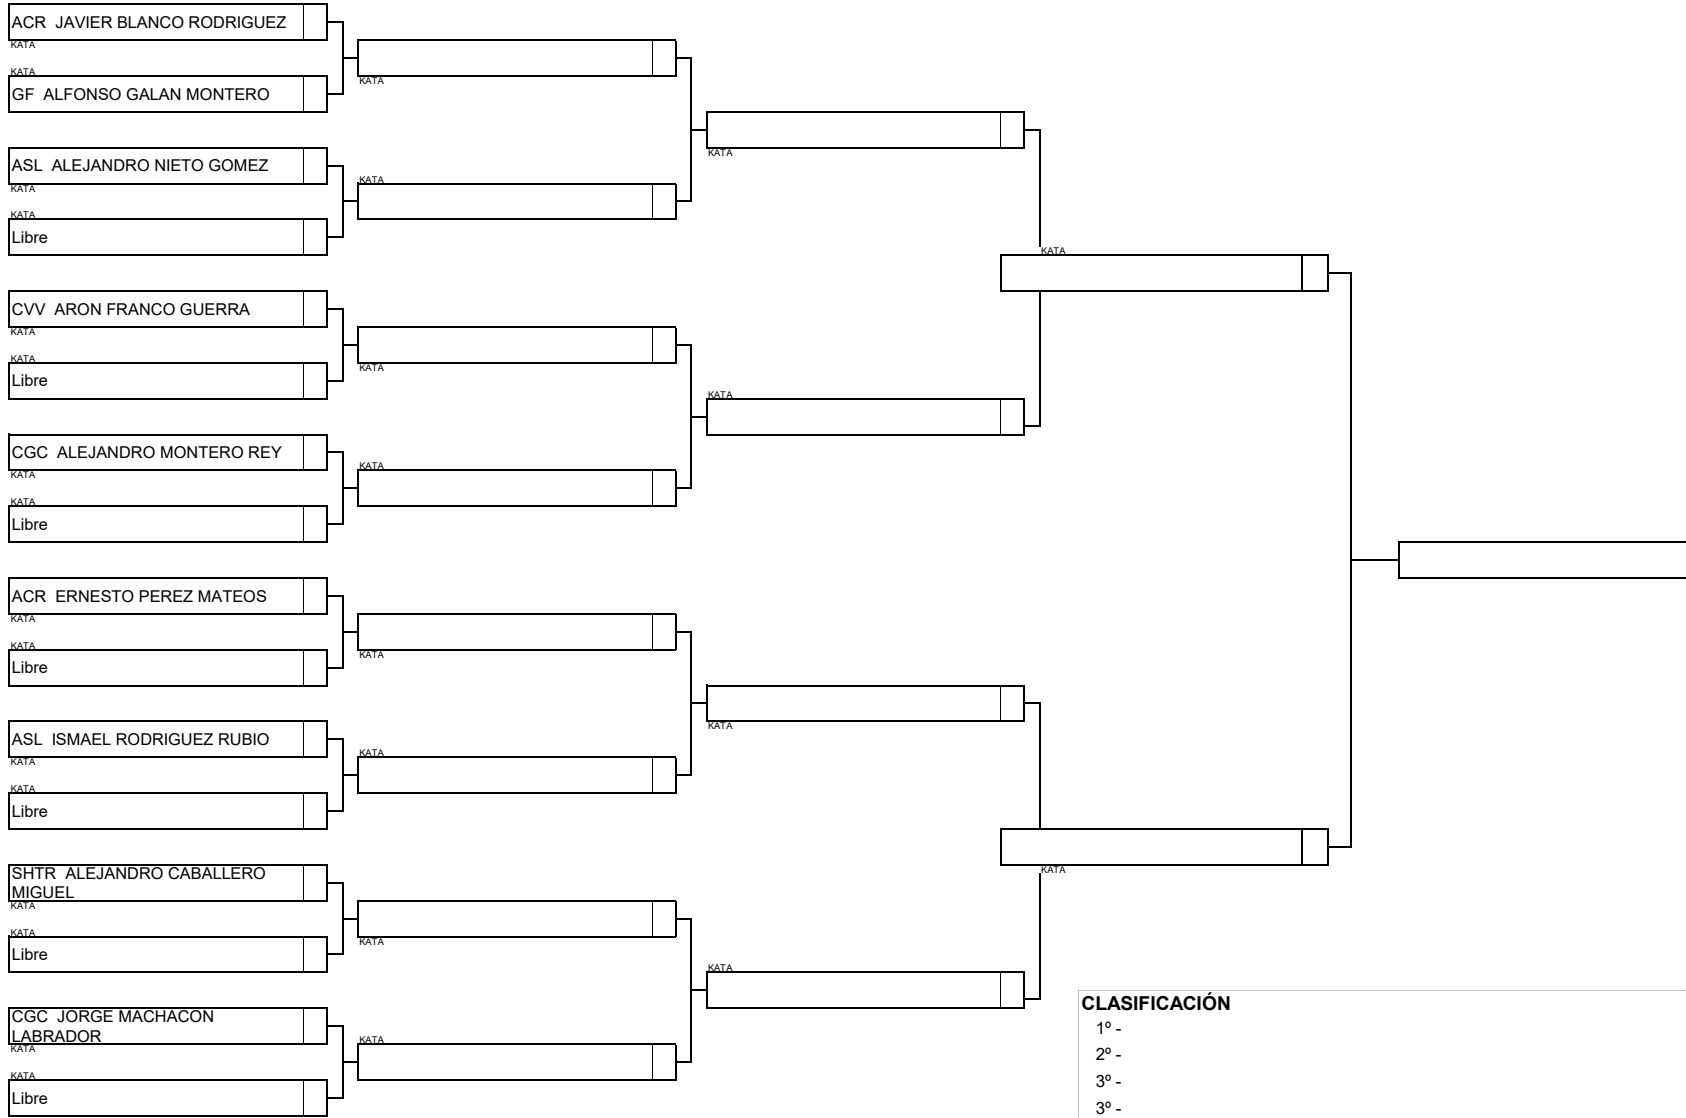 ACR  JAVIER BLANCO RODRIGUEZ
KATA
KATA
GF  ALFONSO GALAN MONTERO
ASL  ALEJANDRO NIETO GOMEZ
KATA
KATA
Libre
CVV  ARON FRANCO GUERRA
KATA
KATA
Libre
CGC  ALEJANDRO MONTERO REY
KATA
KATA
Libre
ACR  ERNESTO PEREZ MATEOS
KATA
KATA
Libre
ASL  ISMAEL RODRIGUEZ RUBIO
KATA
KATA
Libre
SHTR  ALEJANDRO CABALLERO
MIGUEL
KATA
KATA
Libre
CGC  JORGE MACHACON
LABRADOR
KATA
KATA
Libre
KATA
KATA
KATA
KATA
KATA
KATA
KATA
KATA
KATA
KATA
KATA
KATA
KATA
KATA
CLASIFICACIÓN
1º -
2º -
3º -
3º -